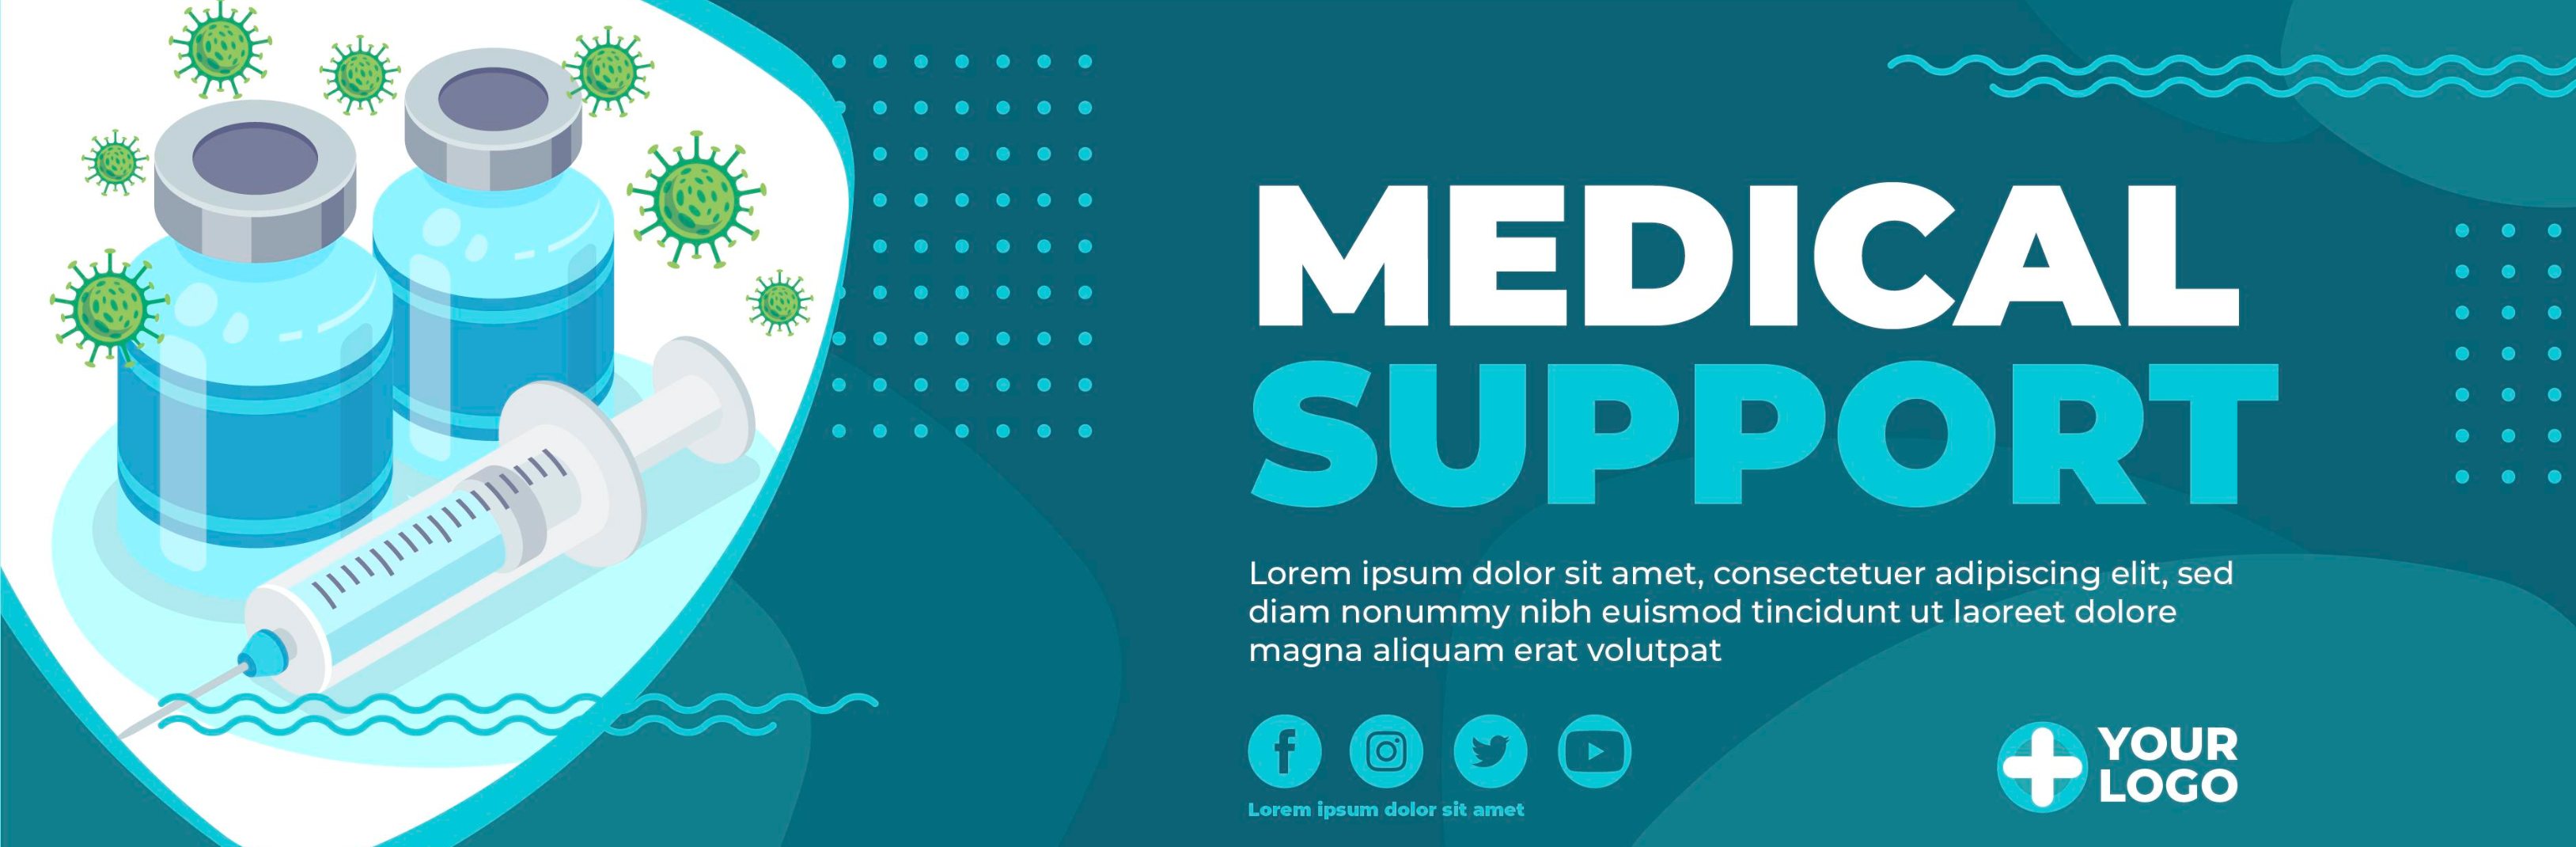 MEDICAL
SUPPORT
Lorem ipsum dolor sit amet, consectetuer adipiscing elit, sed
diam nonummy nibh euismod tincidunt ut laoreet dolore
magna aliquam erat volutpat
Lorem ipsum dolor sit amet
YOUR
LOGO